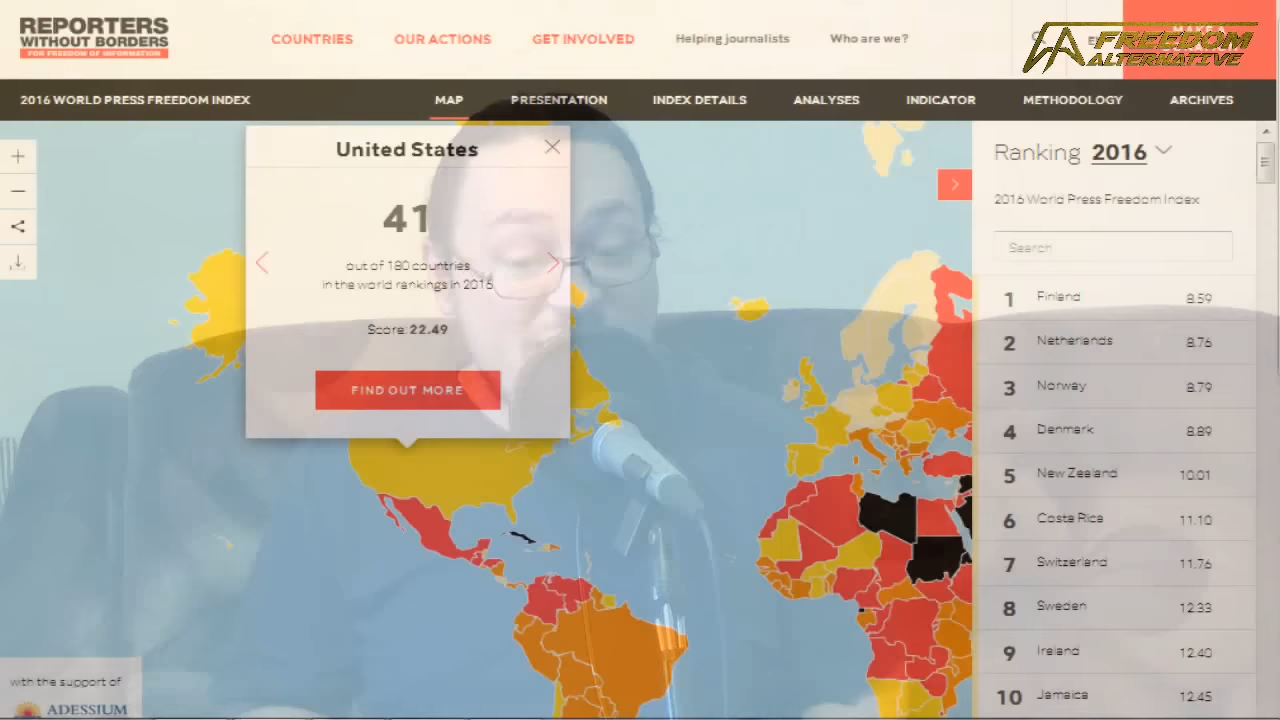 REPORTERS
WITHOUT BORDERS
FOR FREEDOM OF INFORMATION
COUNTRIES
OUR ACTIONS
GET INVOLVED
Helping journalists
Who are we?
FREEDOM
ALTERNATIVE
2016 WORLD PRESS FREEDOM INDEX
MAP
PRESENTATION
INDEX DETAILS
ANALYSES
INDICATOR
METHODOLOGY
ARCHIVES
United States
41
out of 180 countries
in the world rankings in 2016
Score: 22.49
FIND OUT MORE
Ranking 2016
2016 World Press Freedom Index
Search
1 Finland 8.59
2 Netherlands 8.76
3 Norway 8.79
4 Denmark 8.89
5 New Zealand 10.01
6 Costa Rica 11.10
7 Switzerland 11.76
8 Sweden 12.33
9 Ireland 12.40
10 Jamaica 12.45
with the support of
ADESSIUM